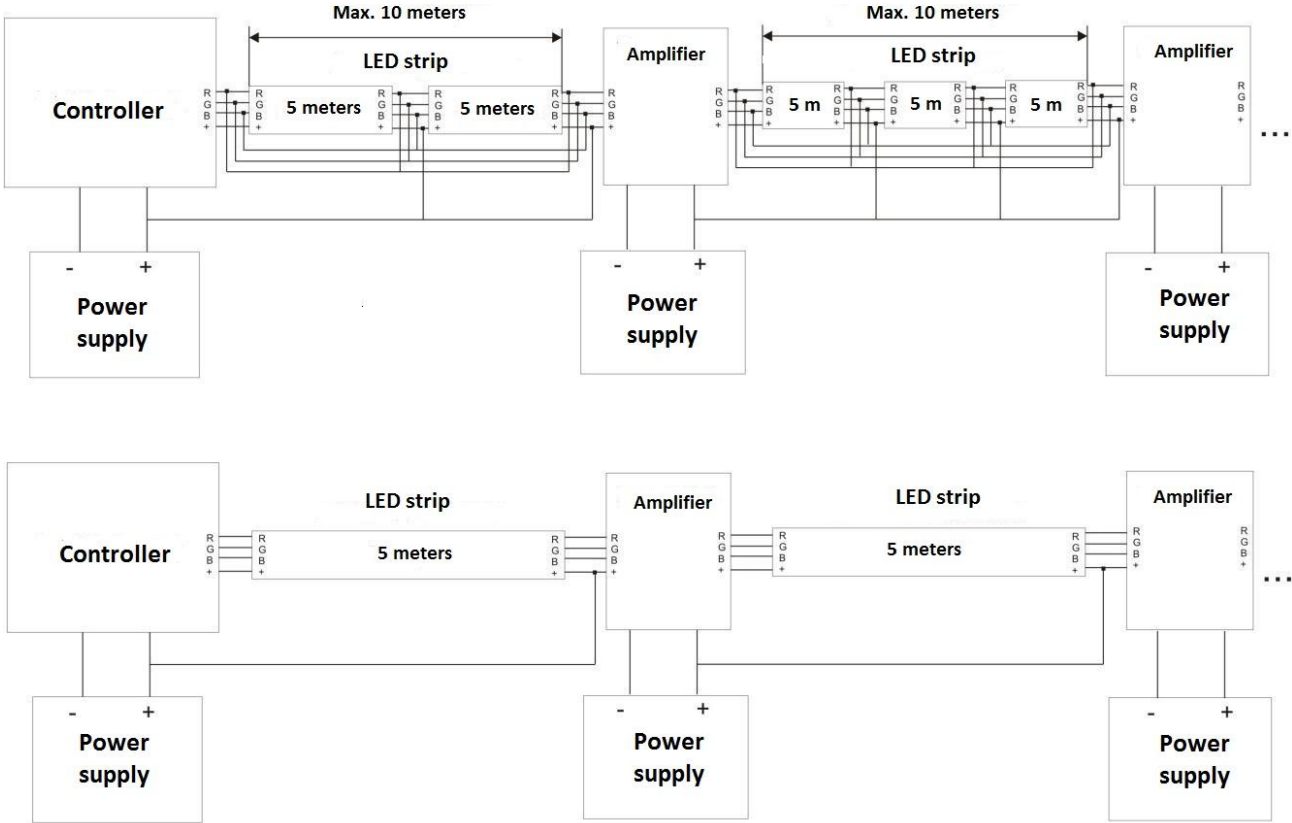 Max. 10 meters
Max. 10 meters
LED strip
Amplifier
LED strip
Amplifier
Controller
R
G
B
+
R
G
B
+
5 meters
R
G
B
+
5 meters
R
G
B
+
R
G
B
+
R
G
B
+
R
G
B
+
5 m
R
G
B
+
5 m
R
G
B
+
5 m
R
G
B
+
R
G
B
+
R
G
B
+
...
- +
Power
supply
- +
Power
supply
- +
Power
supply
LED strip
Amplifier
LED strip
Amplifier
Controller
R
G
B
+
R
G
B
+
5 meters
R
G
B
+
R
G
B
+
R
G
B
+
R
G
B
+
5 meters
R
G
B
+
R
G
B
+
R
G
B
+
...
- +
Power
supply
- +
Power
supply
- +
Power
supply